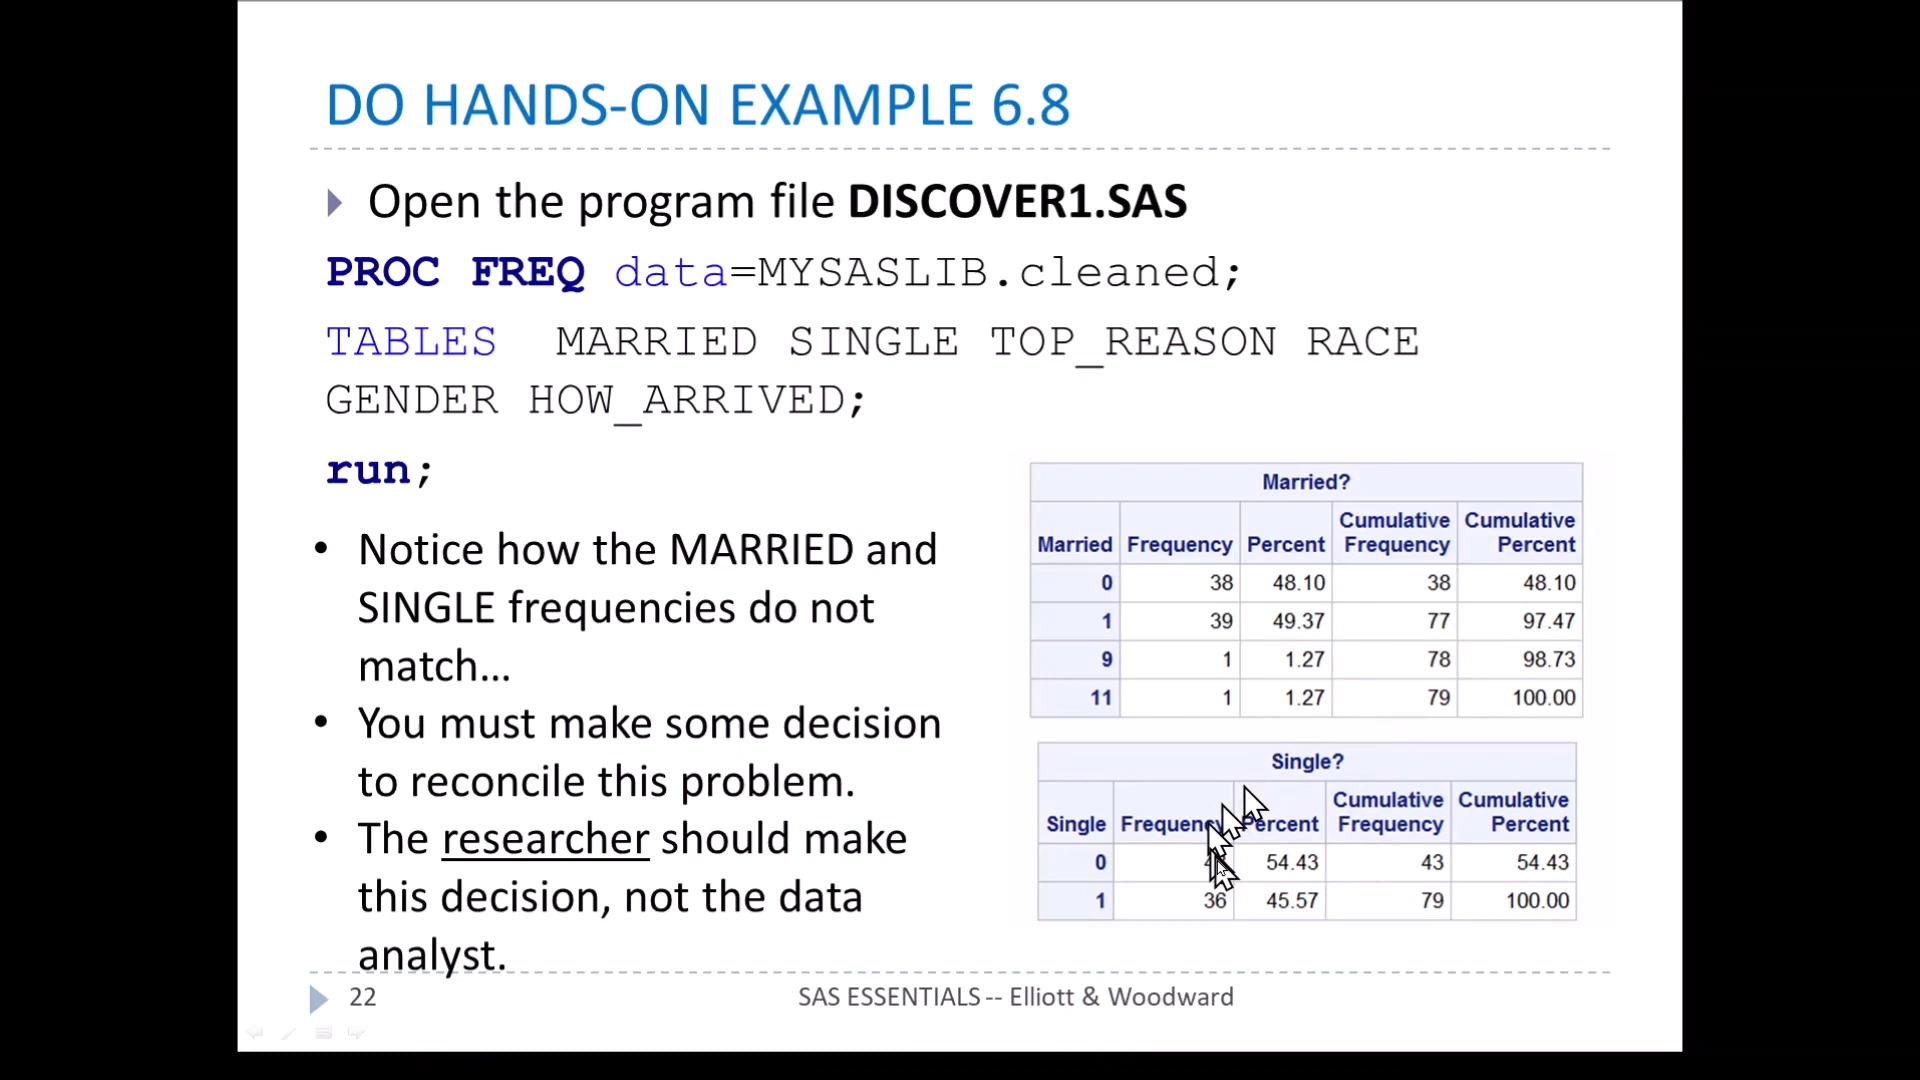 DO HANDS-ON EXAMPLE 6.8
Open the program file DISCOVER1.SAS
PROC FREQ data=MYSASLIB.cleaned;
TABLES MARRIED SINGLE TOP_REASON RACE
GENDER HOW_ARRIVED;
run;
• Notice how the MARRIED and
SINGLE frequencies do not
match...
• You must make some decision
to reconcile this problem.
• The researcher should make
this decision, not the data
analyst.
Married?
Married Frequency Percent Cumulative Frequency Cumulative Percent
0 38 48.10 38 48.10
1 39 49.37 77 97.47
9 1 1.27 78 98.73
11 1 1.27 79 100.00
Single?
Single Frequency Percent Cumulative Frequency Cumulative Percent
0 54.43 43 54.43
1 36 45.57 79 100.00
22
SAS ESSENTIALS -- Elliott & Woodward